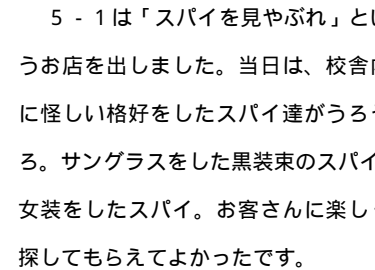 5-1は「スパイを見やぶれ」とい
うお店を出しました。当日は、校舎内
に怪しい格好をしたスパイ達がうろう
ろ。サングラスをした黒装束のスパイ
女装をしたスパイ。お客さんに楽し
探してもらえてよかったです。